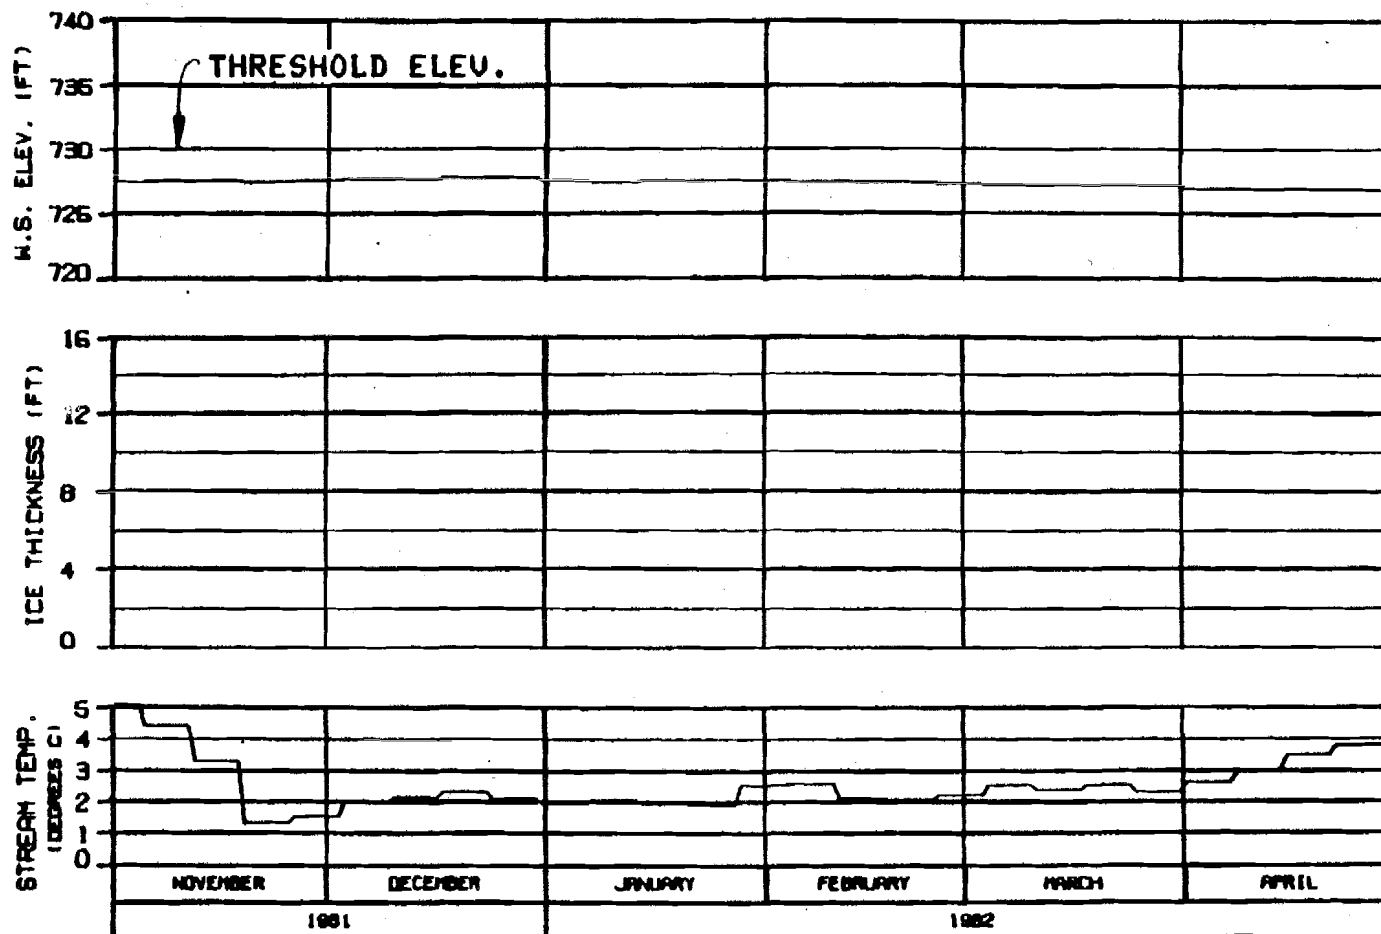 740
THRESHOLD ELEV.
735
730
725
720
W.S. ELEV. (FT)
16
12
8
4
0
ICE THICKNESS (FT)
5
4
3
2
1
0
STREAM TEMP.
(DEGREES C)
NOVEMBER DECEMBER JANUARY FEBRUARY MARCH APRIL
1981 1982